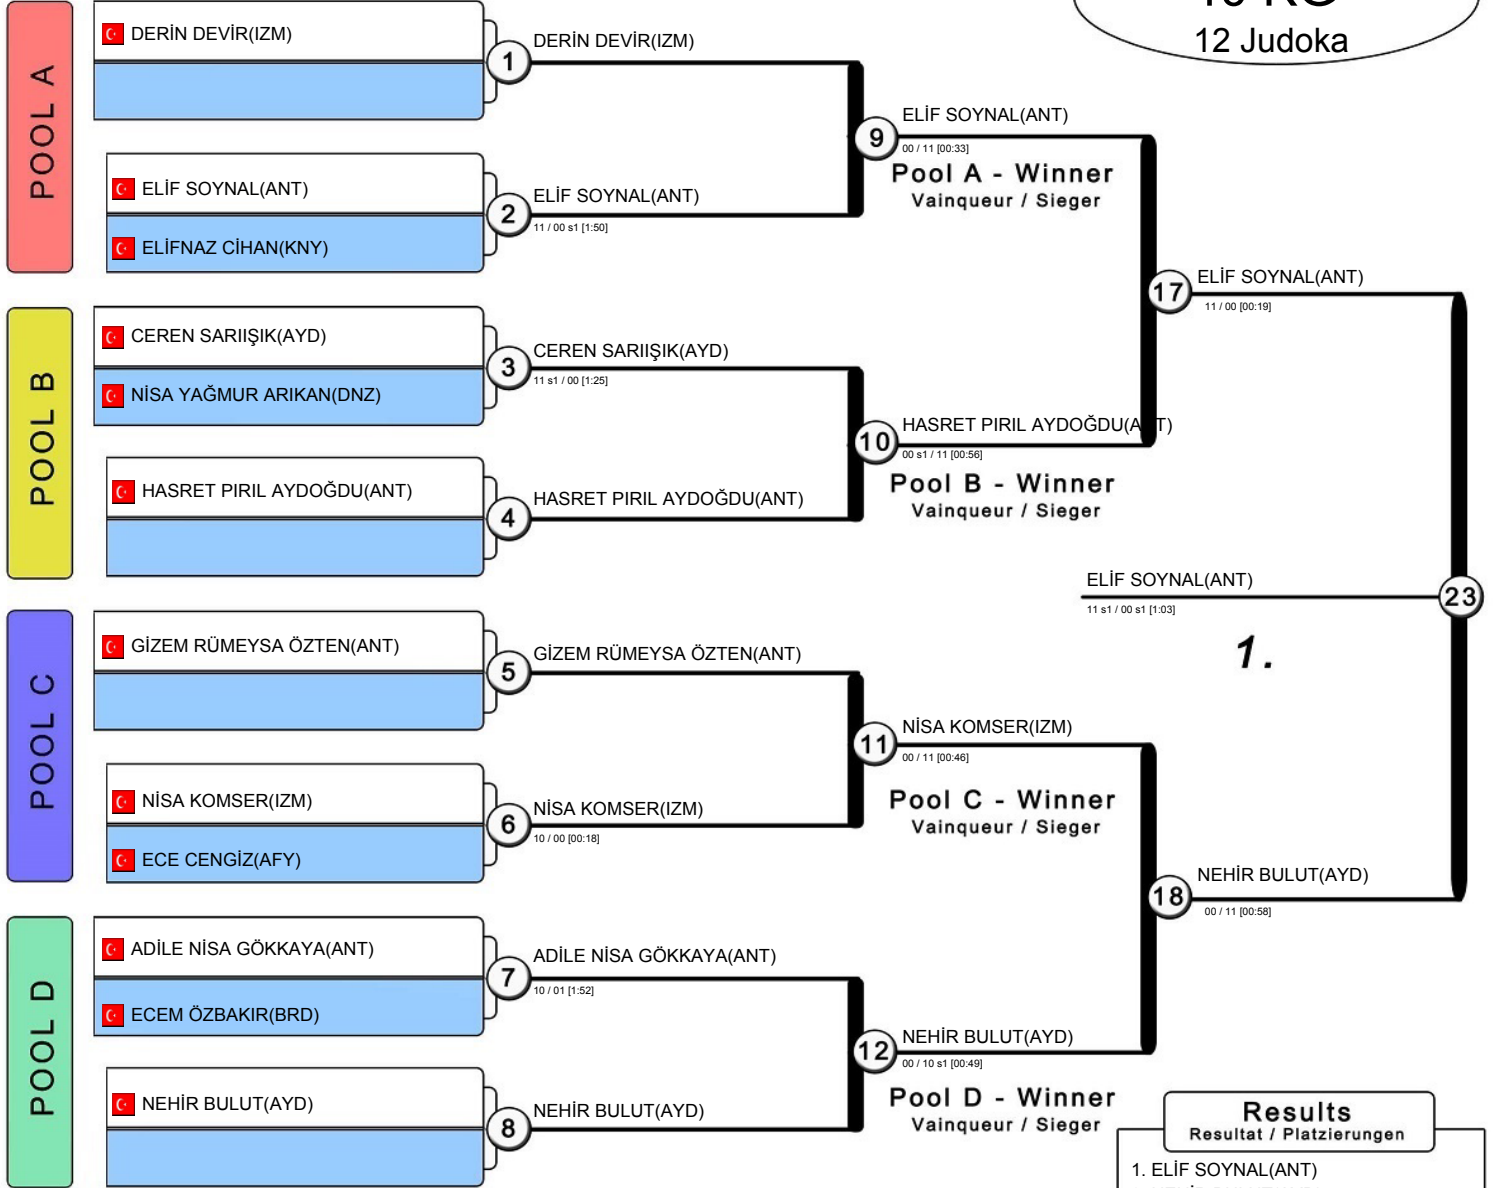 12 Judoka
POOL A
DERİN DEVİR(IZM)
1
DERİN DEVİR(IZM)
ELİF SOYNAL(ANT)
ELİFNAZ CİHAN(KNY)
2
ELİF SOYNAL(ANT)
11 / 00 s1 [1:50]
9
ELİF SOYNAL(ANT)
00 / 11 [00:33]
Pool A - Winner
Vainqueur / Sieger
POOL B
CEREN SARIIŞIK(AYD)
NİSA YAĞMUR ARIKAN(DNZ)
3
CEREN SARIIŞIK(AYD)
11 s1 / 00 [1:25]
HASRET PIRIL AYDOĞDU(ANT)
4
HASRET PIRIL AYDOĞDU(ANT)
10
HASRET PIRIL AYDOĞDU(ANT)
00 s1 / 11 [00:56]
Pool B - Winner
Vainqueur / Sieger
17
ELİF SOYNAL(ANT)
11 / 00 [00:19]
POOL C
GİZEM RÜMEYSA ÖZTEN(ANT)
5
GİZEM RÜMEYSA ÖZTEN(ANT)
NİSA KOMSER(IZM)
ECE CENGİZ(AFY)
6
NİSA KOMSER(IZM)
10 / 00 [00:18]
11
NİSA KOMSER(IZM)
00 / 11 [00:46]
Pool C - Winner
Vainqueur / Sieger
POOL D
ADİLE NİSA GÖKKAYA(ANT)
ECEM ÖZBAKIR(BRD)
7
ADİLE NİSA GÖKKAYA(ANT)
10 / 01 [1:52]
NEHİR BULUT(AYD)
8
NEHİR BULUT(AYD)
12
NEHİR BULUT(AYD)
00 / 10 s1 [00:49]
Pool D - Winner
Vainqueur / Sieger
18
NEHİR BULUT(AYD)
00 / 11 [00:58]
23
ELİF SOYNAL(ANT)
11 s1 / 00 s1 [1:03]
1.
Results
Resultat / Platzierungen
1. ELİF SOYNAL(ANT)